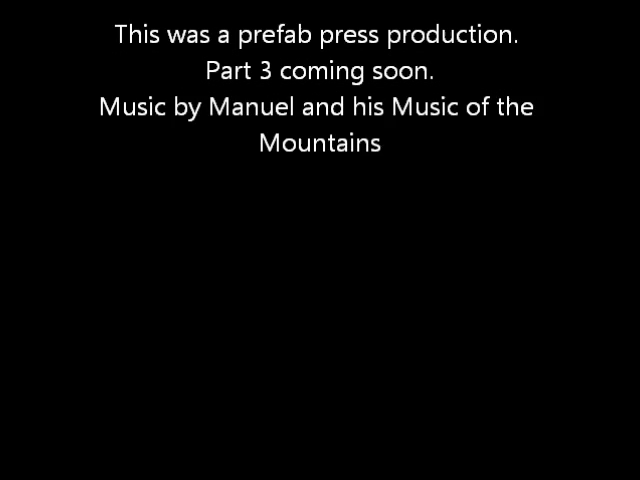 This was a prefab press production.
Part 3 coming soon.
Music by Manuel and his Music of the
Mountains